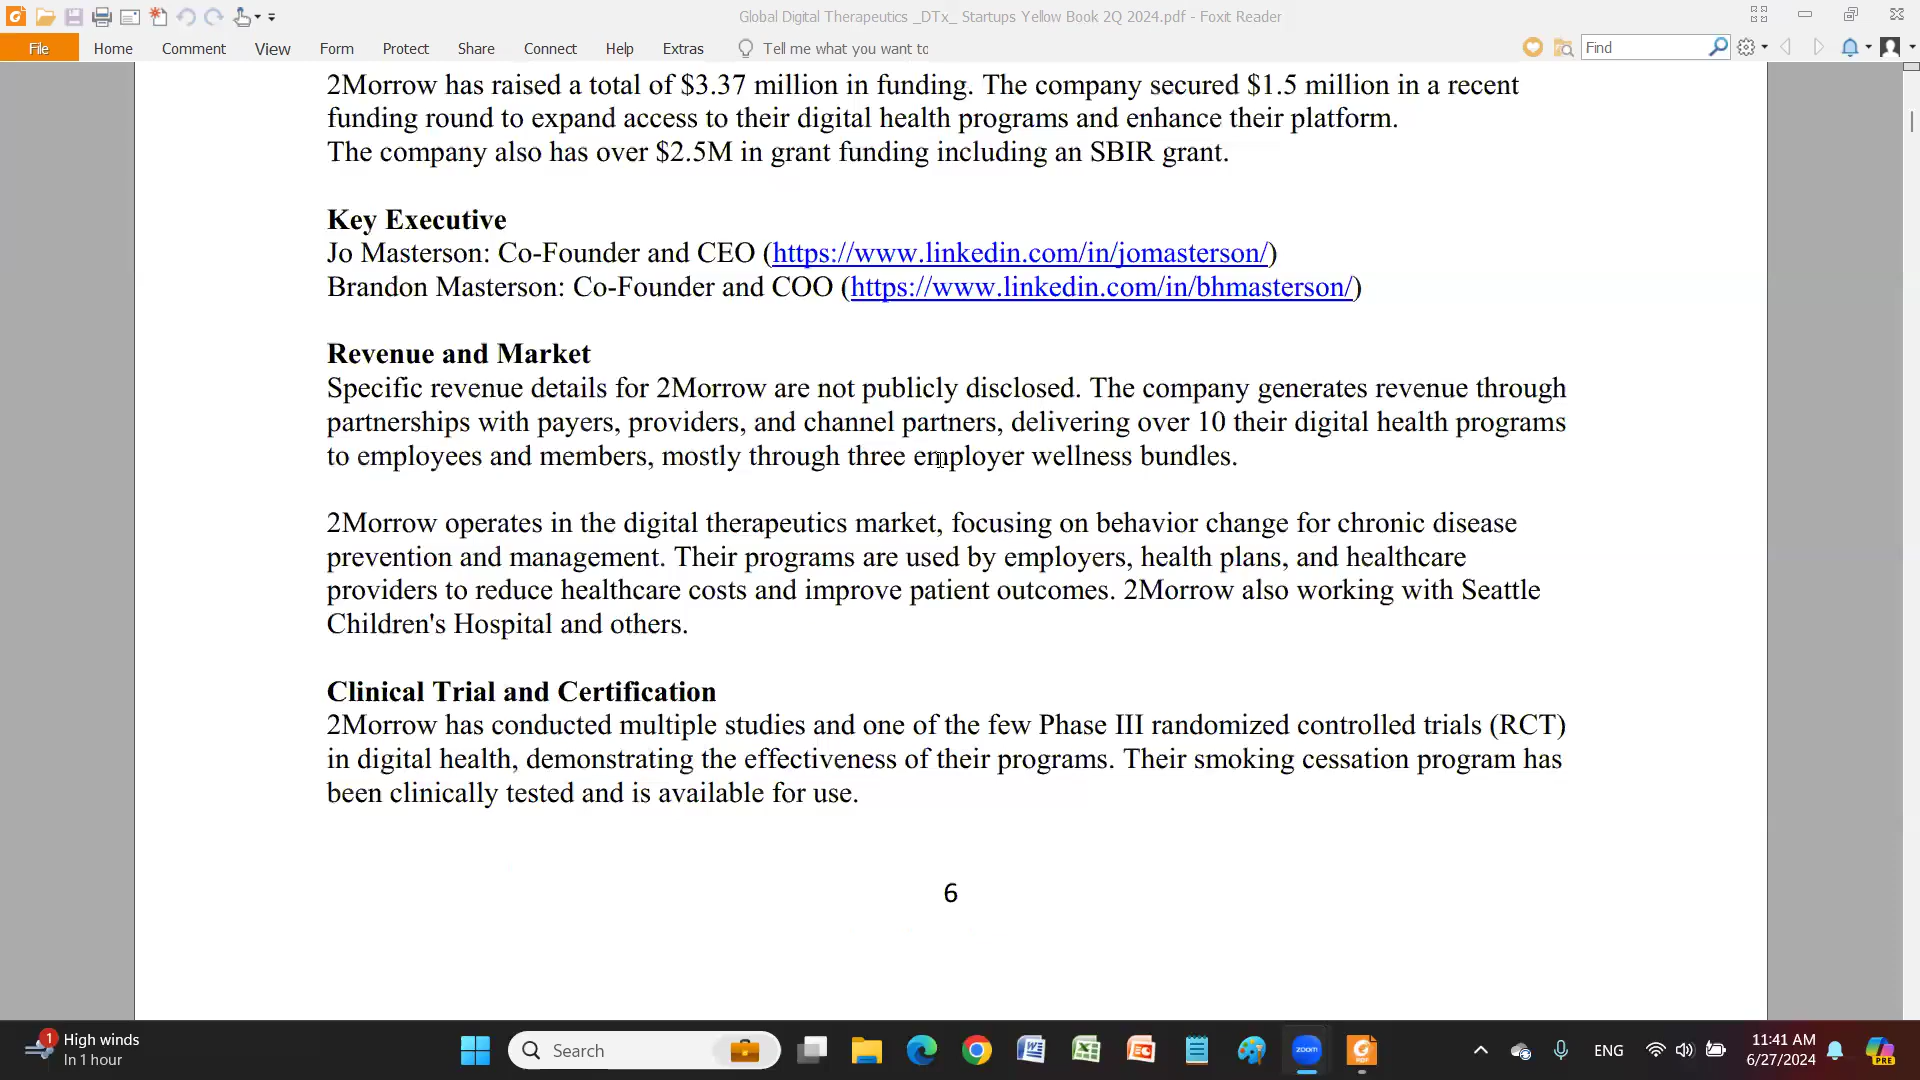 Global Digital Therapeutics _DTx_ Startups Yellow Book 2Q 2024.pdf - Foxit Reader
File Home Comment View Form Protect Share Connect Help Extras Tell me what you want to Find
2Morrow has raised a total of $3.37 million in funding. The company secured $1.5 million in a recent
funding round to expand access to their digital health programs and enhance their platform.
The company also has over $2.5M in grant funding including an SBIR grant.
Key Executive
Jo Masterson: Co-Founder and CEO (https://www.linkedin.com/in/jomasterson/)
Brandon Masterson: Co-Founder and COO (https://www.linkedin.com/in/bhmasterson/)
Revenue and Market
Specific revenue details for 2Morrow are not publicly disclosed. The company generates revenue through
partnerships with payers, providers, and channel partners, delivering over 10 their digital health programs
to employees and members, mostly through three employer wellness bundles.
2Morrow operates in the digital therapeutics market, focusing on behavior change for chronic disease
prevention and management. Their programs are used by employers, health plans, and healthcare
providers to reduce healthcare costs and improve patient outcomes. 2Morrow also working with Seattle
Children's Hospital and others.
Clinical Trial and Certification
2Morrow has conducted multiple studies and one of the few Phase III randomized controlled trials (RCT)
in digital health, demonstrating the effectiveness of their programs. Their smoking cessation program has
been clinically tested and is available for use.
6
1 High winds
In 1 hour
Search
zoom
PDF
ENG
11:41 AM
6/27/2024
PRE